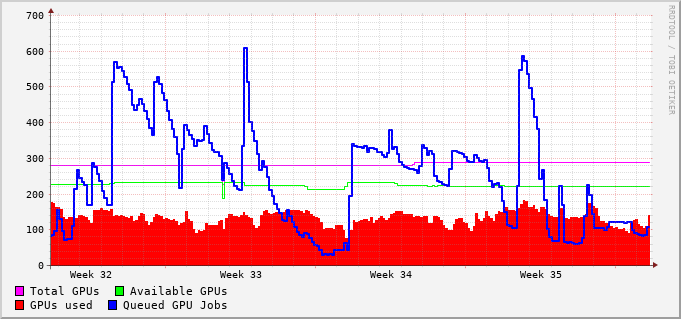 700
600
500
400
300
200
100
0
Week 32 Week 33 Week 34 Week 35
Total GPUs Available GPUs
GPUs used Queued GPU Jobs
RRDTOOL / TOBI OETIKER